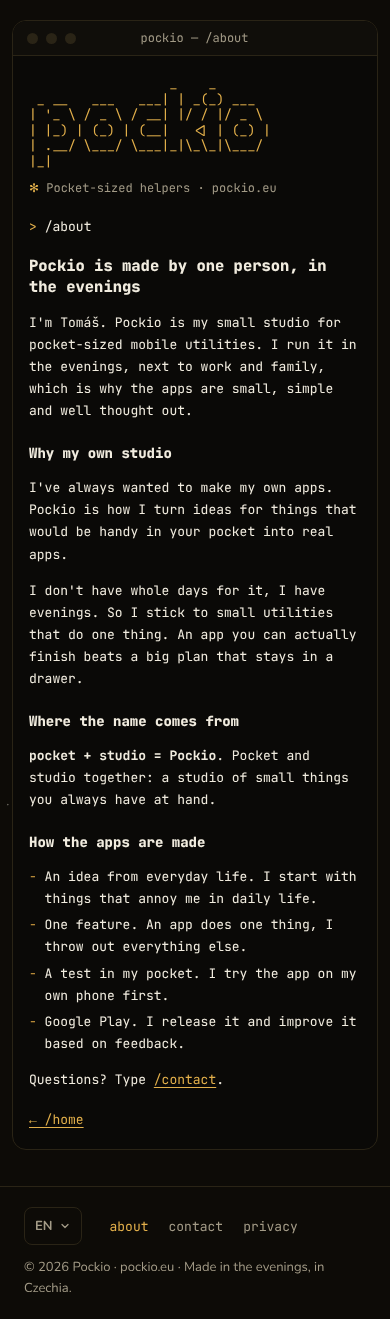 pockio — /about
pockio
✻ Pocket-sized helpers · pockio.eu
> /about
Pockio is made by one person, in
the evenings
I'm Tomáš. Pockio is my small studio for
pocket-sized mobile utilities. I run it in
the evenings, next to work and family,
which is why the apps are small, simple
and well thought out.
Why my own studio
I've always wanted to make my own apps.
Pockio is how I turn ideas for things that
would be handy in your pocket into real
apps.
I don't have whole days for it, I have
evenings. So I stick to small utilities
that do one thing. An app you can actually
finish beats a big plan that stays in a
drawer.
Where the name comes from
pocket + studio = Pockio. Pocket and
studio together: a studio of small things
you always have at hand.
How the apps are made
- An idea from everyday life. I start with
things that annoy me in daily life.
- One feature. An app does one thing, I
throw out everything else.
- A test in my pocket. I try the app on my
own phone first.
- Google Play. I release it and improve it
based on feedback.
Questions? Type /contact.
← /home
EN about contact privacy
© 2026 Pockio · pockio.eu · Made in the evenings, in
Czechia.